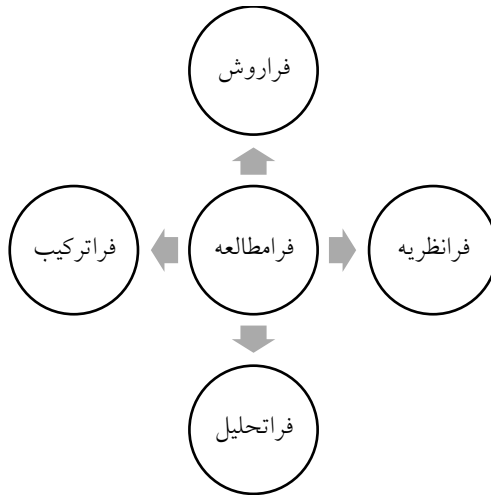 فراروش
فرانظریه
فرامطالعه
فراترکیب
فراتحلیل